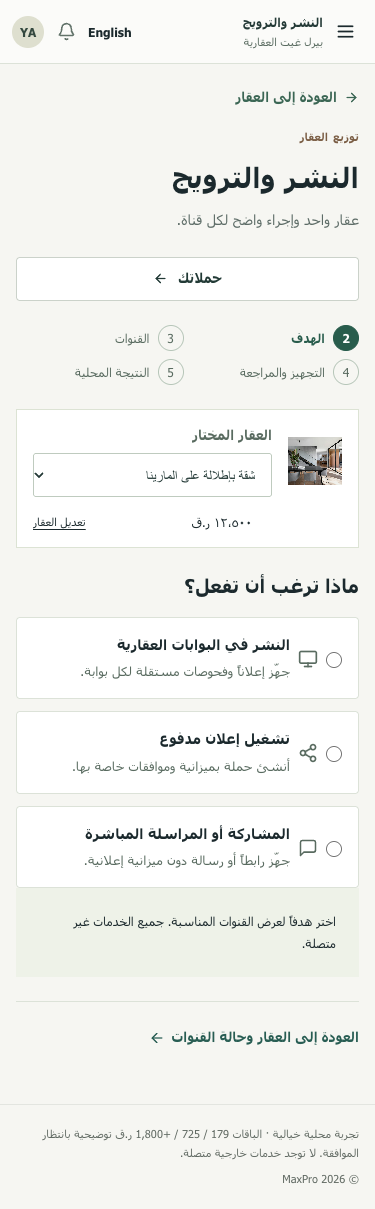 النشر والترويج
بيرل غيت العقارية
English
YA
العودة إلى العقار
توزيع العقار
النشر والترويج
عقار واحد وإجراء واضح لكل قناة.
حملاتك
2 الهدف
3 القنوات
4 التجهيز والمراجعة
5 النتيجة المحلية
العقار المختار
شقة بإطلالة على المارينا
١٢،٥٠٠ ر.ق
تعديل العقار
ماذا ترغب أن تفعل؟
النشر في البوابات العقارية
جهّز إعلاناً وفحوصات مستقلة لكل بوابة.
تشغيل إعلان مدفوع
أنشئ حملة بميزانية وموافقات خاصة بها.
المشاركة أو المراسلة المباشرة
جهّز رابطاً أو رسالة دون ميزانية إعلانية.
اختر هدفاً لعرض القنوات المناسبة. جميع الخدمات غير
متصلة.
العودة إلى العقار وحالة القنوات
تجربة محلية خيالية · الباقات 179 / 725 / +1,800 ر.ق توضيحية بانتظار
الموافقة. لا توجد خدمات خارجية متصلة.
© 2026 MaxPro